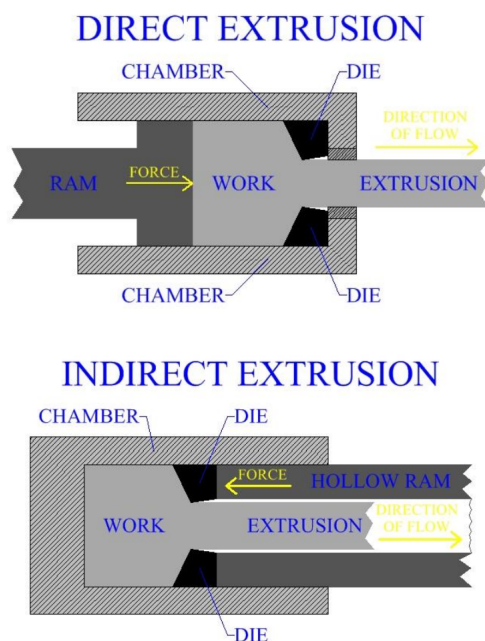 DIRECT EXTRUSION
CHAMBER
DIE
DIRECTION
OF FLOW
RAM
FORCE
WORK
EXTRUSION
CHAMBER
DIE
INDIRECT EXTRUSION
CHAMBER
DIE
FORCE
HOLLOW RAM
WORK
EXTRUSION
DIRECTION
OF FLOW
DIE